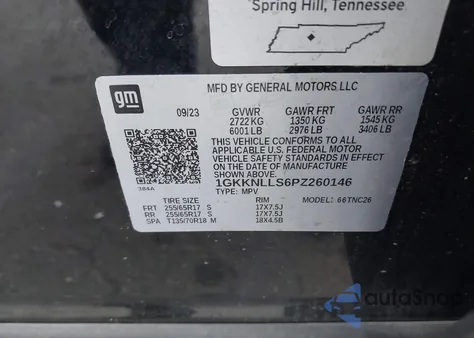 Spring Hill, Tennessee
gm
MFD BY GENERAL MOTORS LLC
09/23 GVWR GAWR FRT GAWR RR
2722 KG 1350 KG 1545 KG
6001 LB 2976 LB 3406 LB
THIS VEHICLE CONFORMS TO ALL
APPLICABLE U.S. FEDERAL MOTOR
VEHICLE SAFETY STANDARDS IN EFFECT
ON THE DATE OF MANUFACTURE
SHOWN ABOVE.
1GKKNLLS6PZ260146
384A TYPE: MPV MODEL: 66TNC26
TIRE SIZE RIM
FRT 255/65R17 S 17X7.5J
RR 255/65R17 S 17X7.5J
SPA T135/70R18 M 18X4.5B
autoSnap